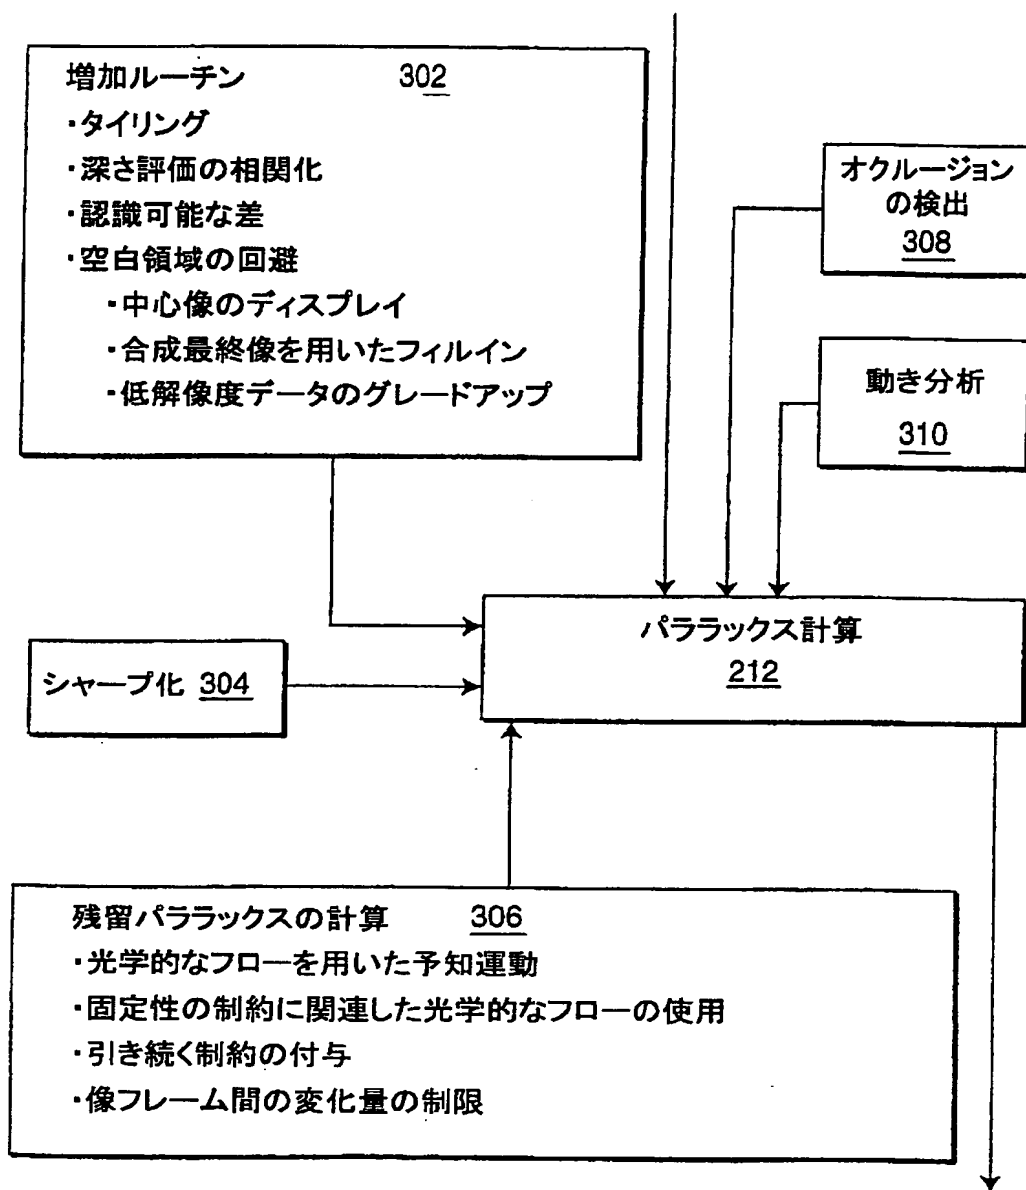 増加ルーチン 302
・タイリング
・深さ評価の相関化
・認識可能な差
・空白領域の回避
・中心像のディスプレイ
・合成最終像を用いたフィルイン
・低解像度データのグレードアップ
オクルージョン
の検出
308
動き分析
310
パララックス計算
212
シャープ化 304
残留パララックスの計算 306
・光学的なフローを用いた予知運動
・固定性の制約に関連した光学的なフローの使用
・引き続く制約の付与
・像フレーム間の変化量の制限